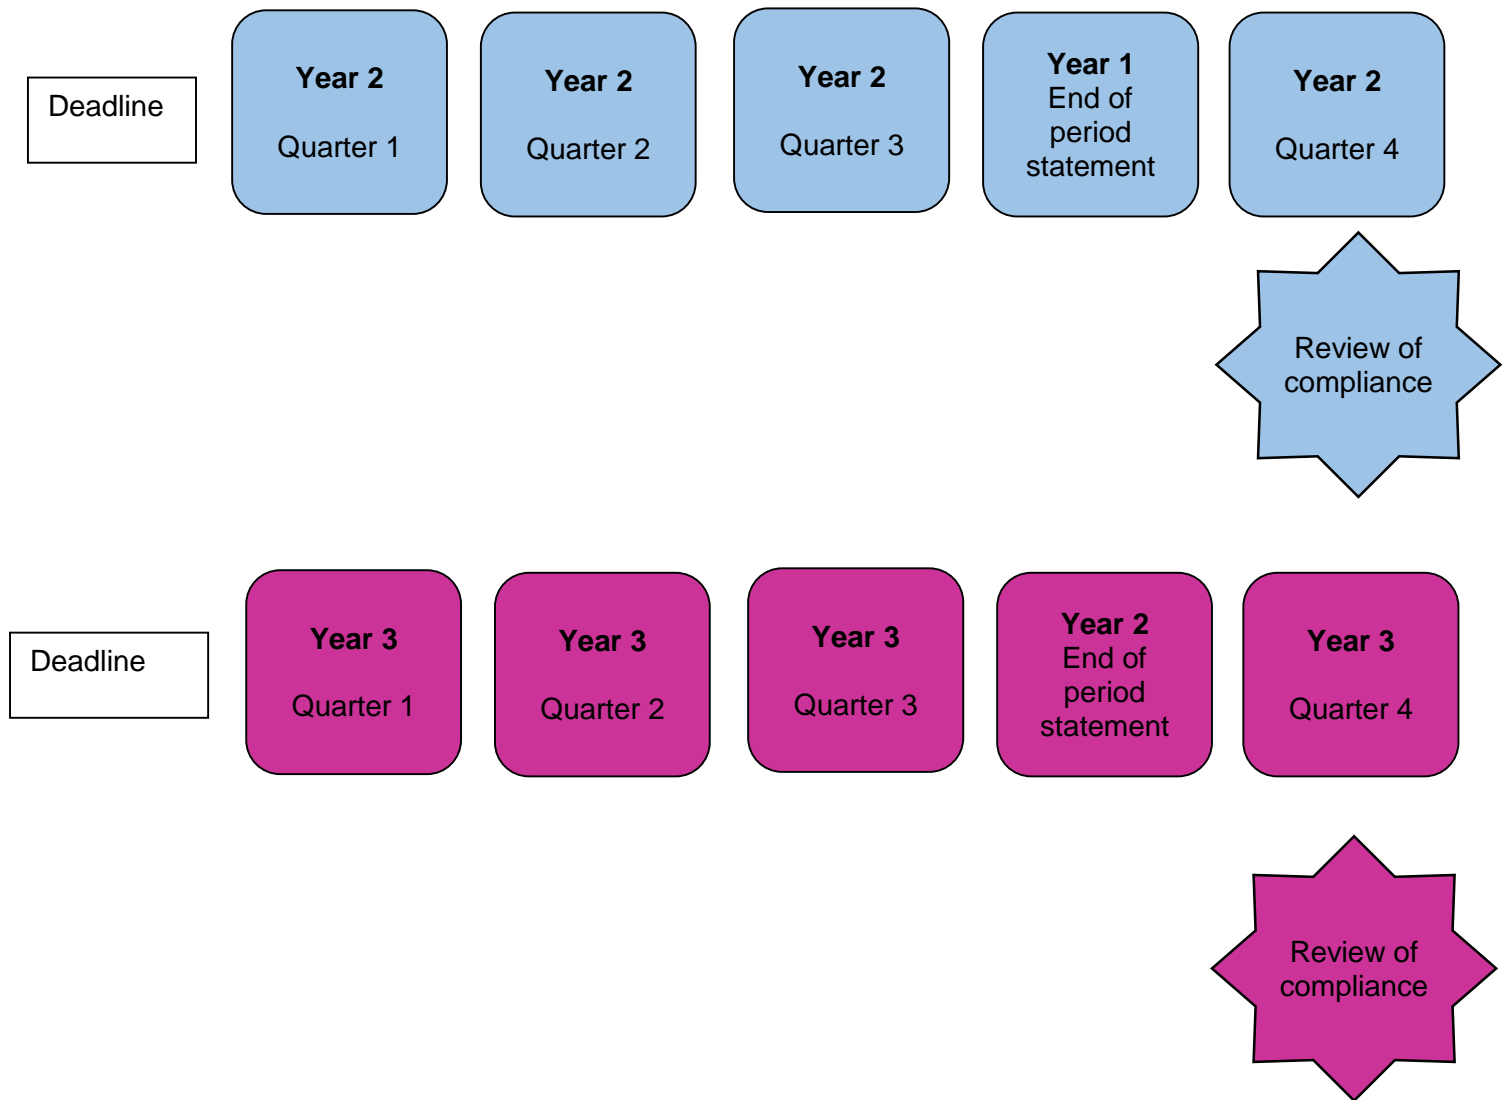 Deadline
Year 2
Quarter 1
Year 2
Quarter 2
Year 2
Quarter 3
Year 1
End of
period
statement
Year 2
Quarter 4
Review of
compliance
Deadline
Year 3
Quarter 1
Year 3
Quarter 2
Year 3
Quarter 3
Year 2
End of
period
statement
Year 3
Quarter 4
Review of
compliance